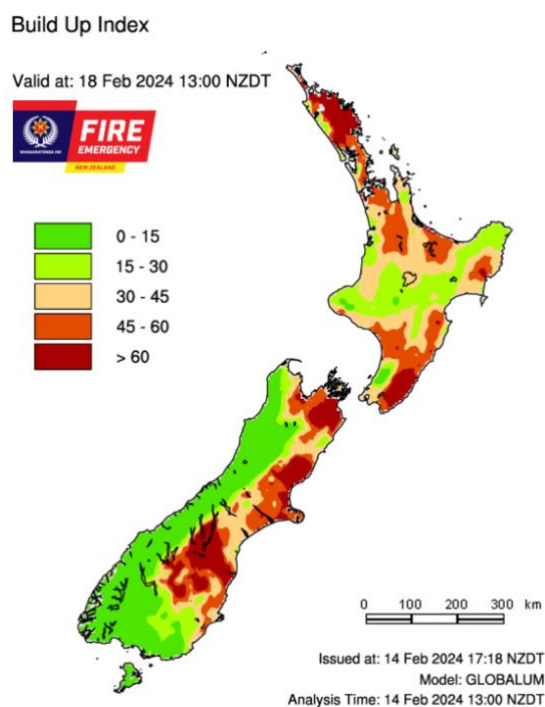 Build Up Index
Valid at: 18 Feb 2024 13:00 NZDT
WHAKARATONGA IWI
FIRE
EMERGENCY
NEW ZEALAND
0 - 15
15 - 30
30 - 45
45 - 60
> 60
0 100 200 300 km
Issued at: 14 Feb 2024 17:18 NZDT
Model: GLOBALUM
Analysis Time: 14 Feb 2024 13:00 NZDT